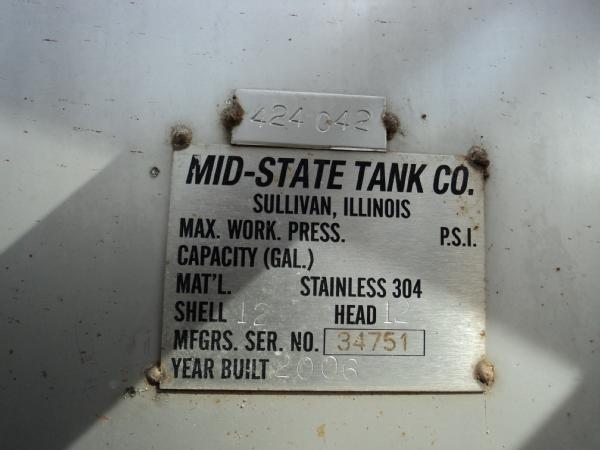 424 042
MID-STATE TANK CO.
SULLIVAN, ILLINOIS
MAX. WORK. PRESS. P.S.I.
CAPACITY (GAL.)
MAT'L. STAINLESS 304
SHELL 12 HEAD 12
MFGRS. SER. NO. 34751
YEAR BUILT 2006